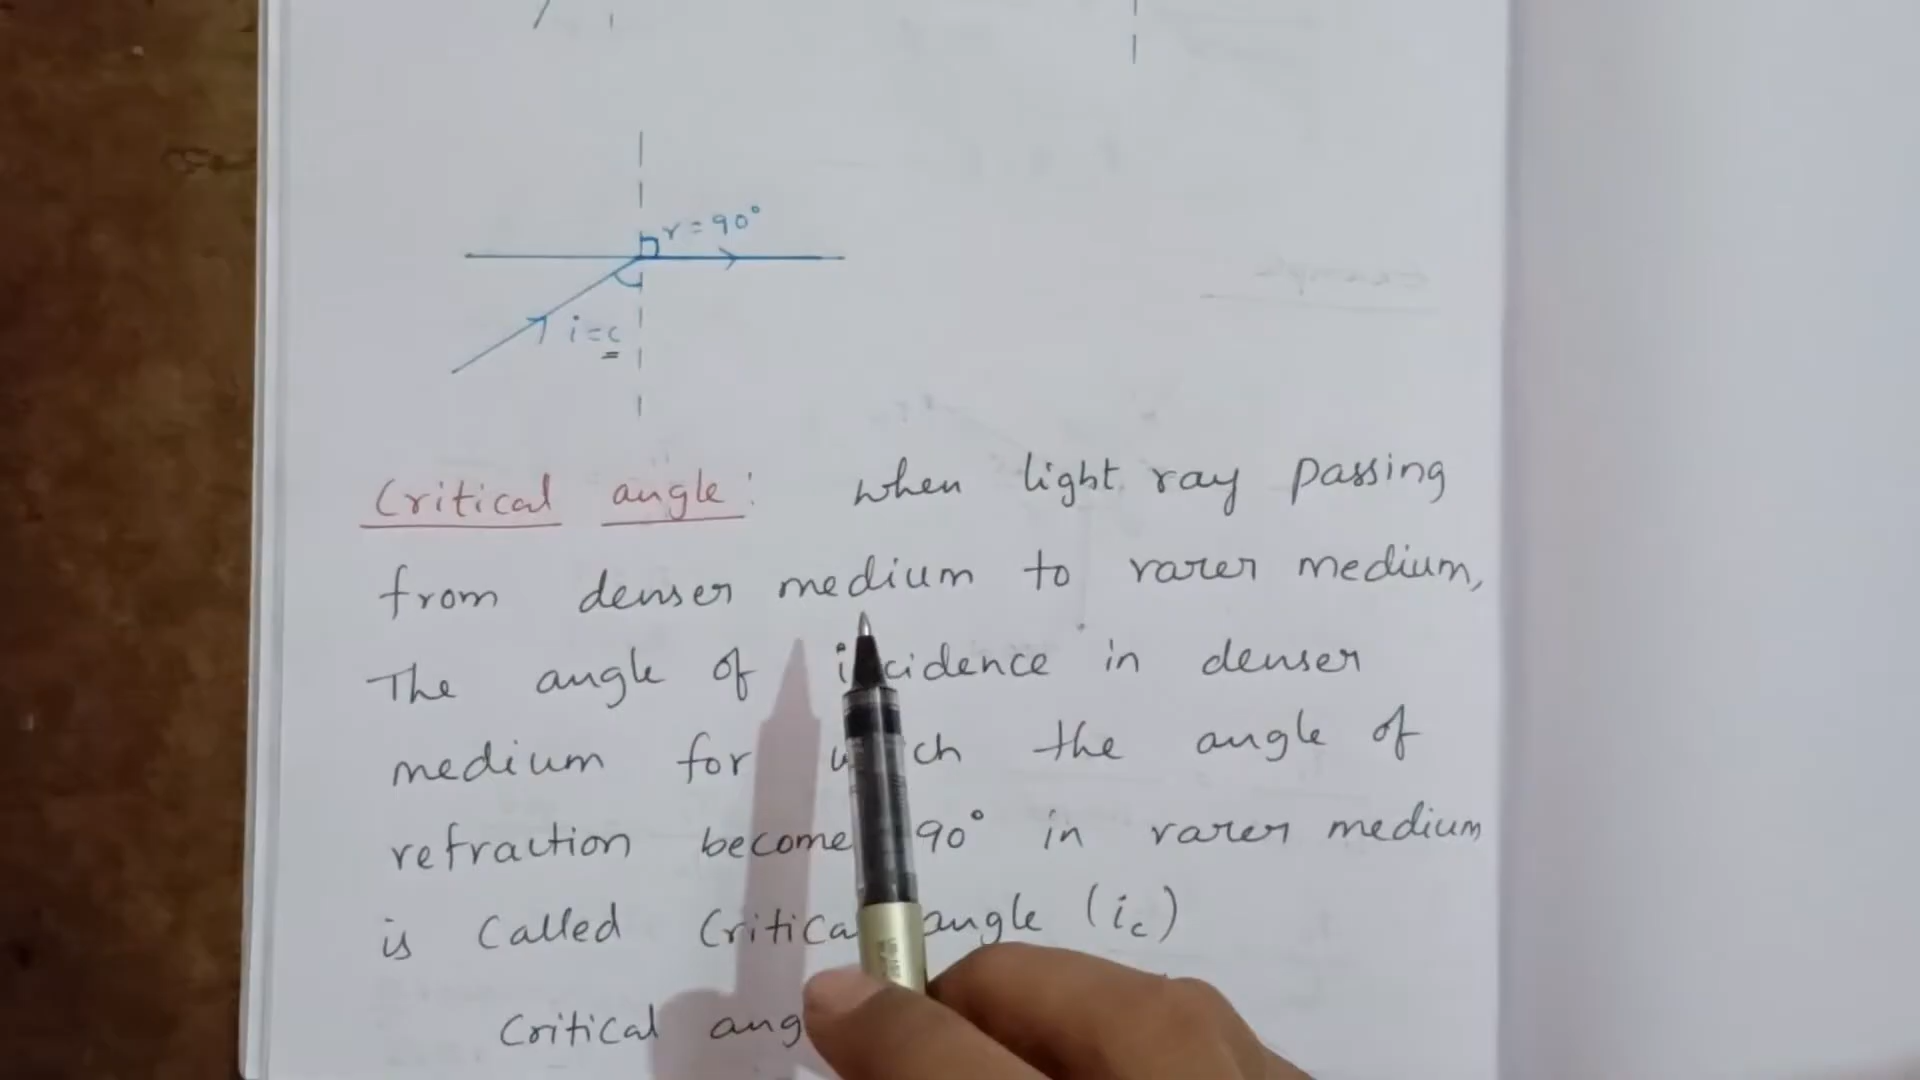 r = 90°
i = c
Critical angle: when light ray passing
from denser medium to rarer medium,
The angle of incidence in denser
medium for which the angle of
refraction become 90° in rarer medium
is called Critical angle (ic)
Critical ang